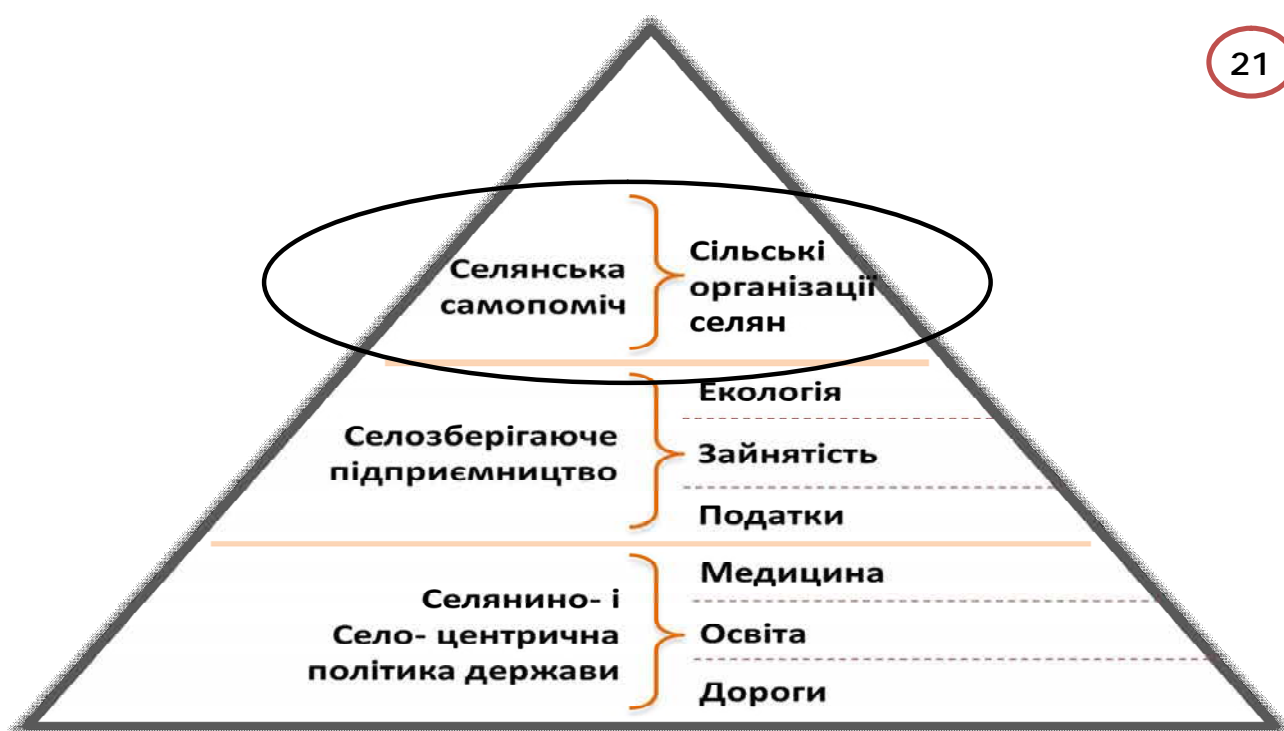 21
Селянська
самопоміч
Сільські
організації
селян
Селозберігаюче
підприємництво
Екологія
Зайнятість
Податки
Селянино- і
Село- центрична
політика держави
Медицина
Освіта
Дороги